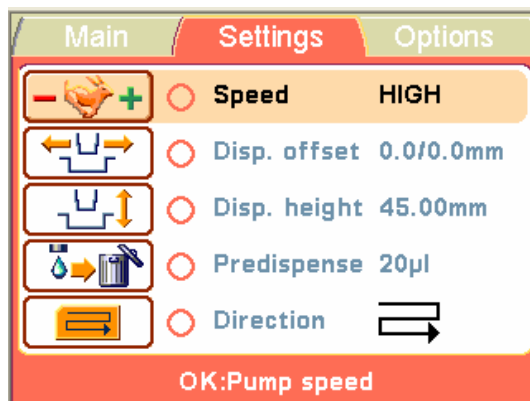 Main Settings Options
Speed HIGH
Disp. offset 0.0/0.0mm
Disp. height 45.00mm
Predispense 20µl
Direction
OK:Pump speed